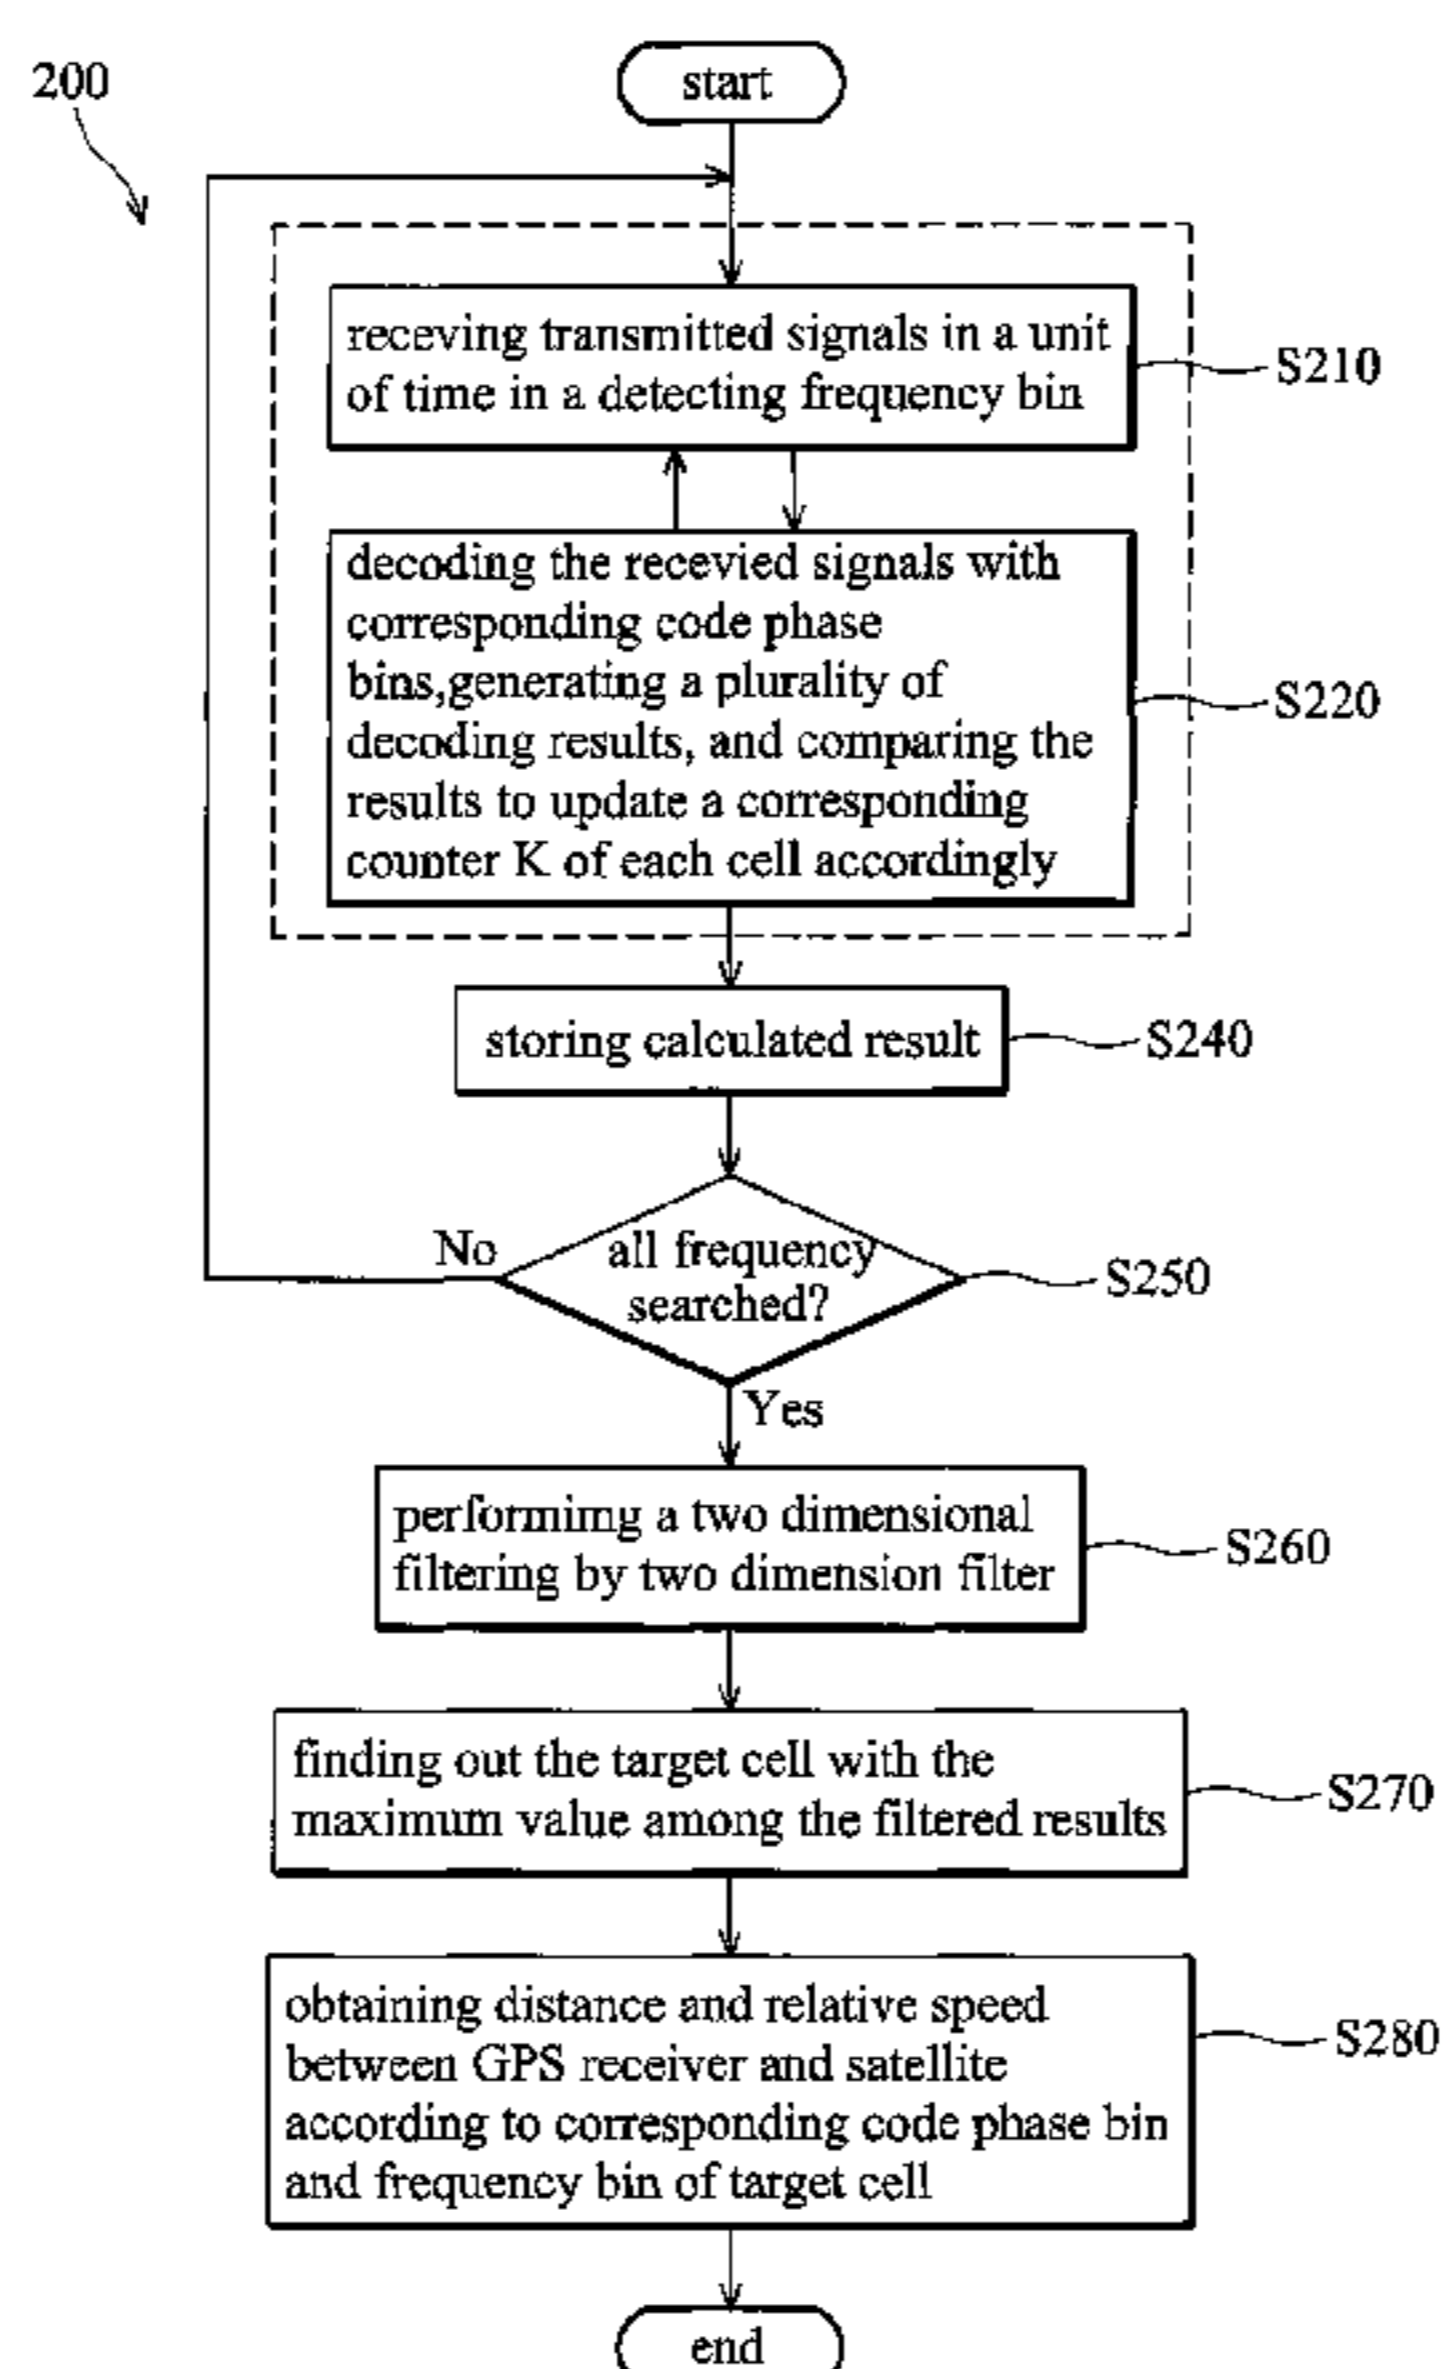 200
start
receving transmitted signals in a unit
of time in a detecting frequency bin
S210
decoding the recevied signals with
corresponding code phase
bins,generating a plurality of
decoding results, and comparing the
results to update a corresponding
counter K of each cell accordingly
S220
storing calculated result
S240
No
all frequency
searched?
S250
Yes
performimg a two dimensional
filtering by two dimension filter
S260
finding out the target cell with the
maximum value among the filtered results
S270
obtaining distance and relative speed
between GPS receiver and satellite
according to corresponding code phase bin
and frequency bin of target cell
S280
end